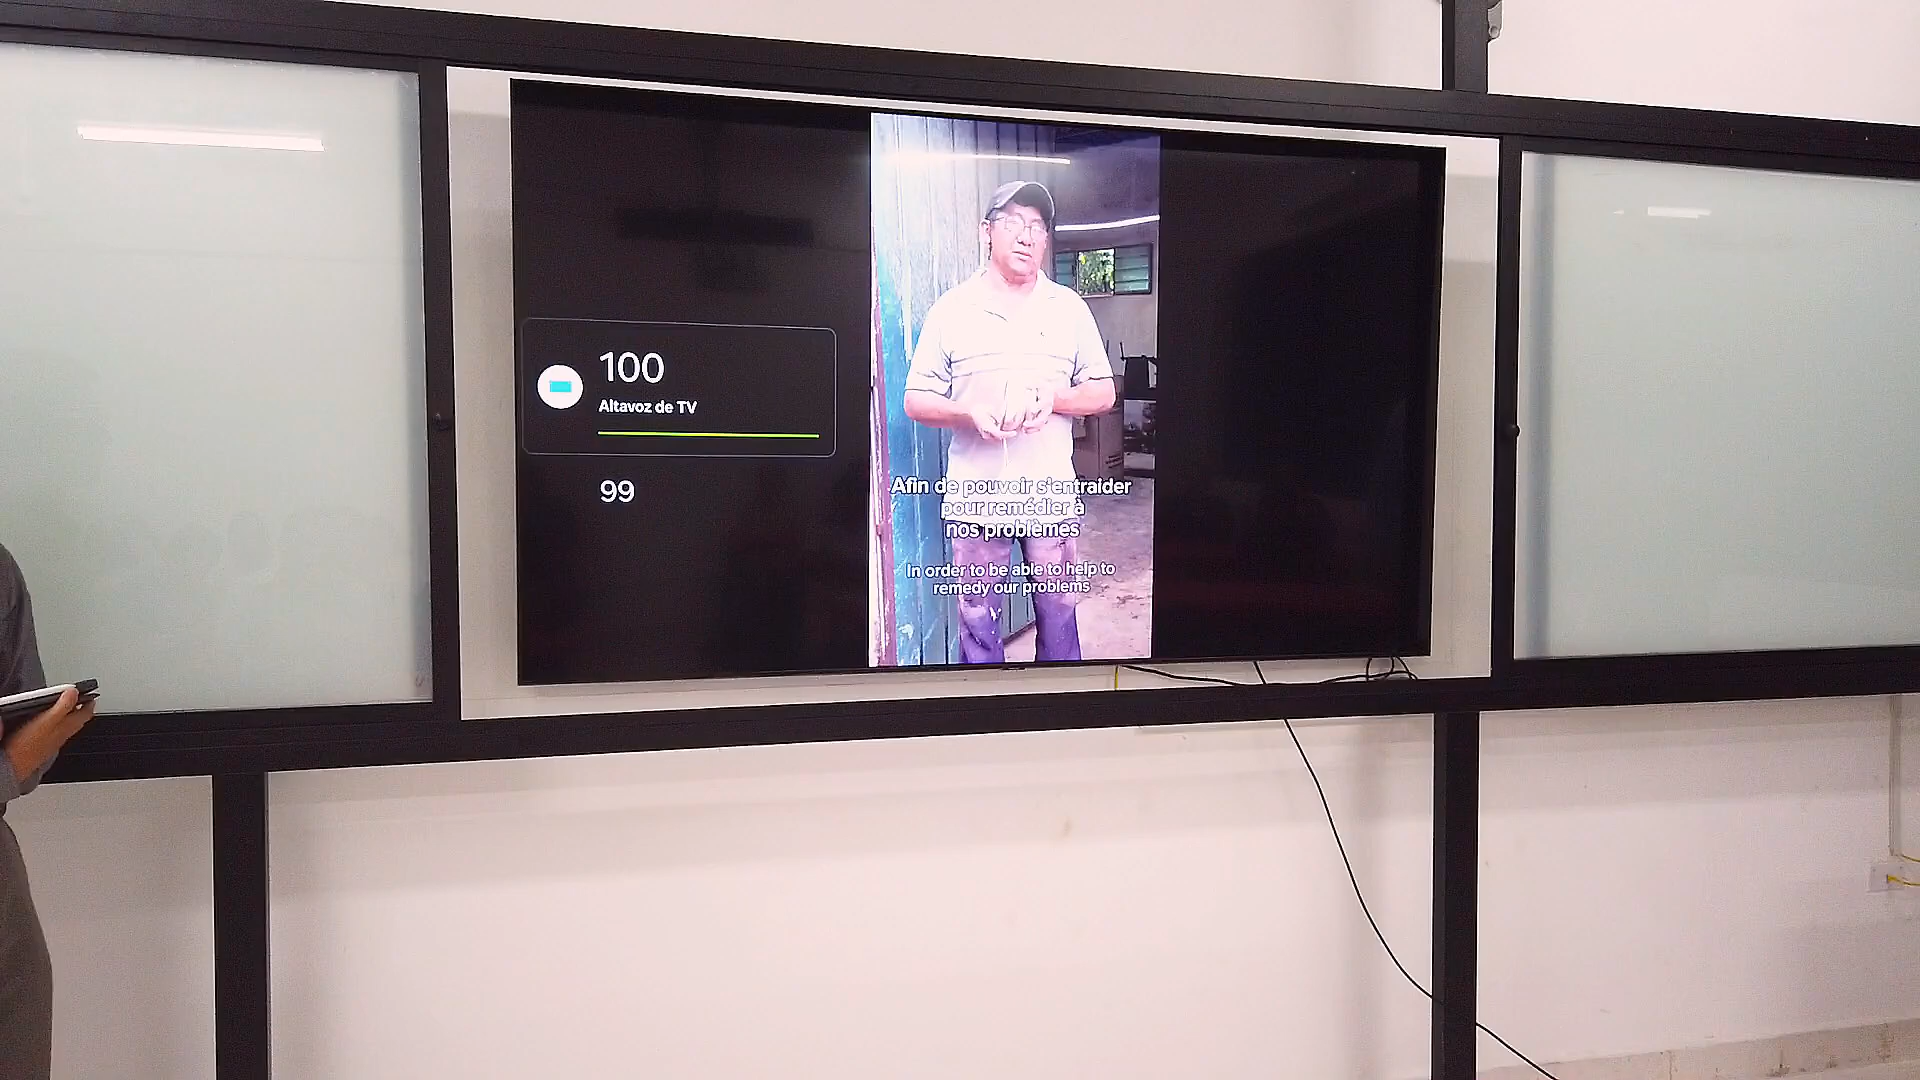 100
Altavoz de TV
99
Afin de pouvoir s'entraider
pour remédier à
nos problèmes
In order to be able to help to
remedy our problems